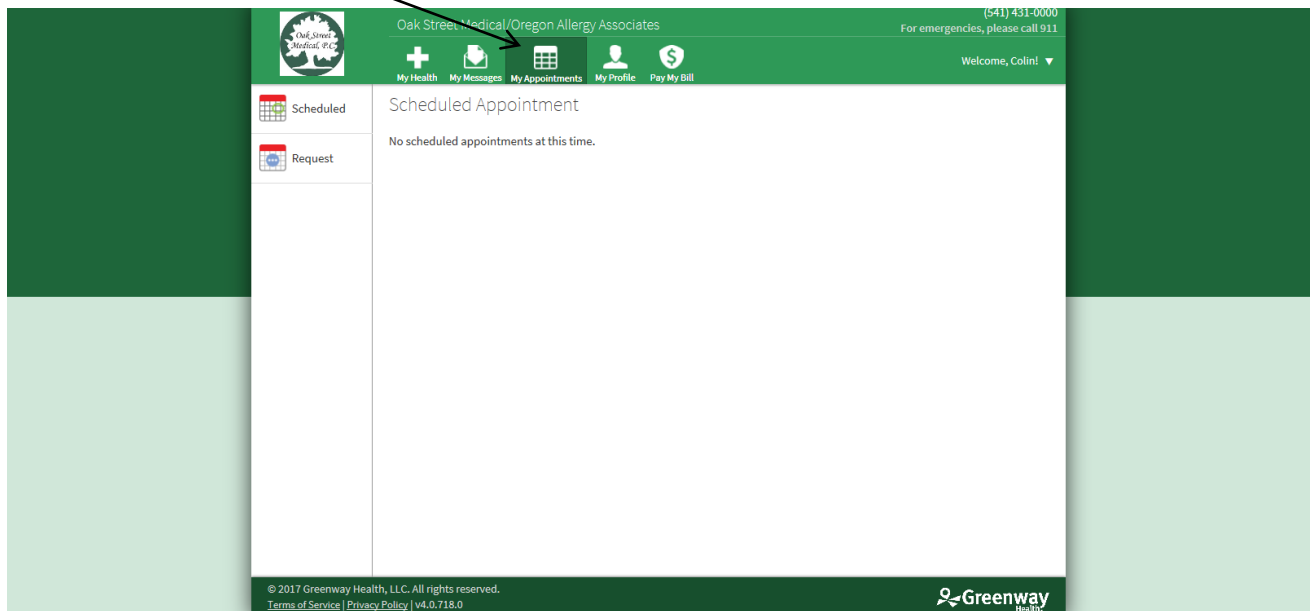 Oak Street
Medical, P.C.
Oak Street Medical/Oregon Allergy Associates
(541) 431-0000
For emergencies, please call 911
My Health
My Messages
My Appointments
My Profile
Pay My Bill
Welcome, Colin! ▼
Scheduled
Request
Scheduled Appointment
No scheduled appointments at this time.
© 2017 Greenway Health, LLC. All rights reserved.
Terms of Service | Privacy Policy | v4.0.718.0
Greenway
Health